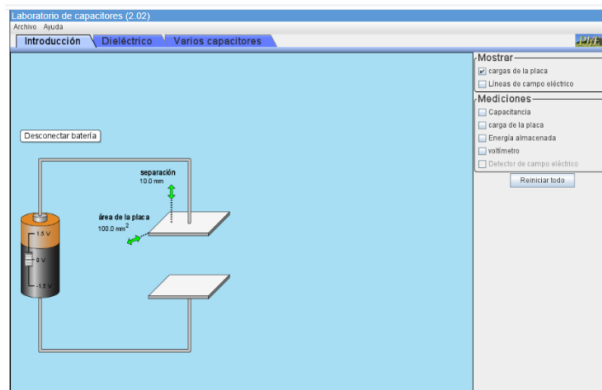 Laboratorio de capacitores (2.02)
Archivo Ayuda
Introducción Dieléctrico Varios capacitores
Mostrar
cargas de la placa
Líneas de campo eléctrico
Mediciones
Capacitancia
carga de la placa
Energía almacenada
voltímetro
Detector de campo eléctrico
Reiniciar todo
Desconectar batería
separación
10.0 mm
área de la placa
100.0 mm2
1.5 V
0 V
-1.5 V